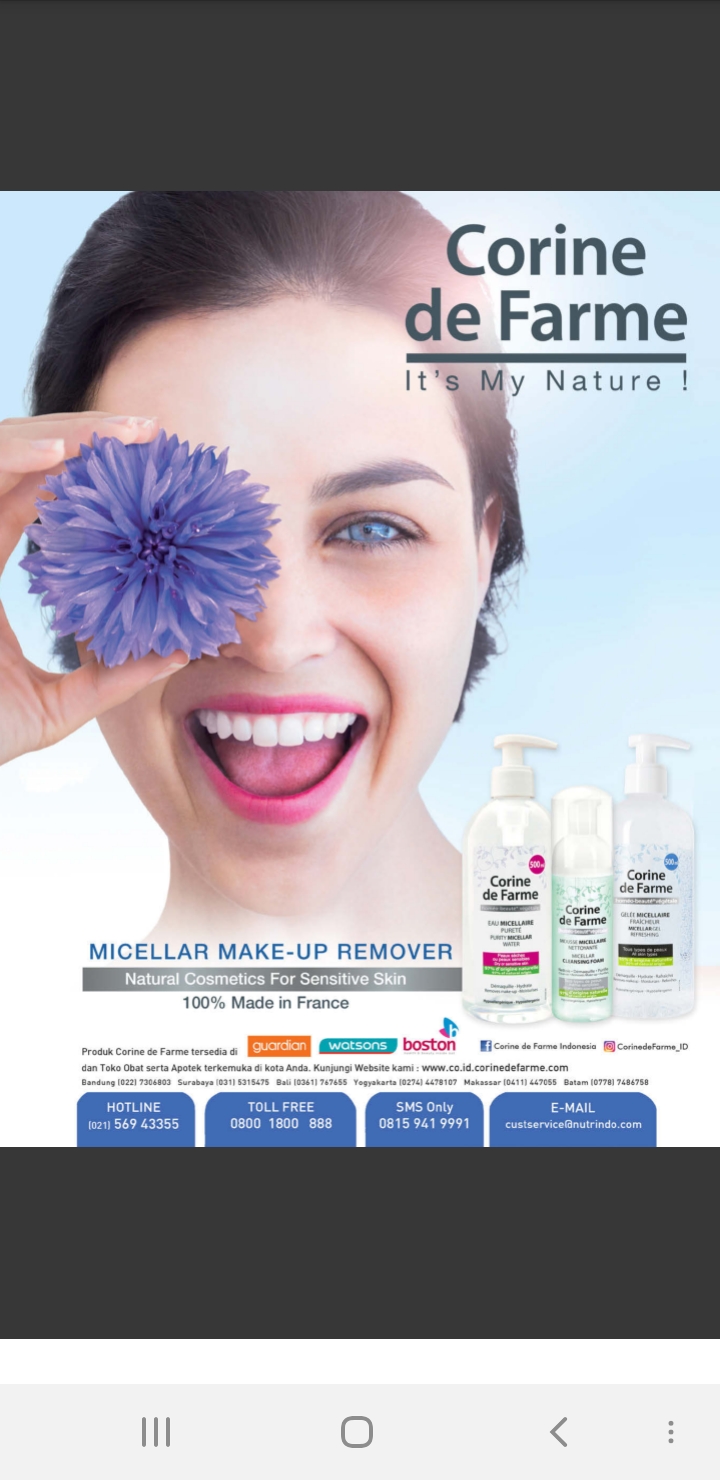 Corine
de Farme
It's My Nature !
500 ml
Corine
de Farme
EAU MICELLAIRE
PURETÉ
PURITY MICELLAR
WATER
Corine
de Farme
MOUSSE MICELLAIRE
NETTOYANTE
MICELLAR
CLEANSING FOAM
500 ml
Corine
de Farme
GELÉE MICELLAIRE
FRAÎCHEUR
MICELLAR GEL
REFRESHING
MICELLAR MAKE-UP REMOVER
Natural Cosmetics For Sensitive Skin
100% Made in France
Produk Corine de Farme tersedia di guardian watsons boston
Corine de Farme Indonesia CorinedeFarme_ID
dan Toko Obat serta Apotek terkemuka di kota Anda. Kunjungi Website kami : www.co.id.corinedefarme.com
Bandung (022) 7306803 Surabaya (031) 5315475 Bali (0361) 767655 Yogyakarta (0274) 4478107 Makassar (0411) 447055 Batam (0778) 7486758
HOTLINE
(021) 569 43355
TOLL FREE
0800 1800 888
SMS Only
0815 941 9991
E-MAIL
custservice@nutrindo.com